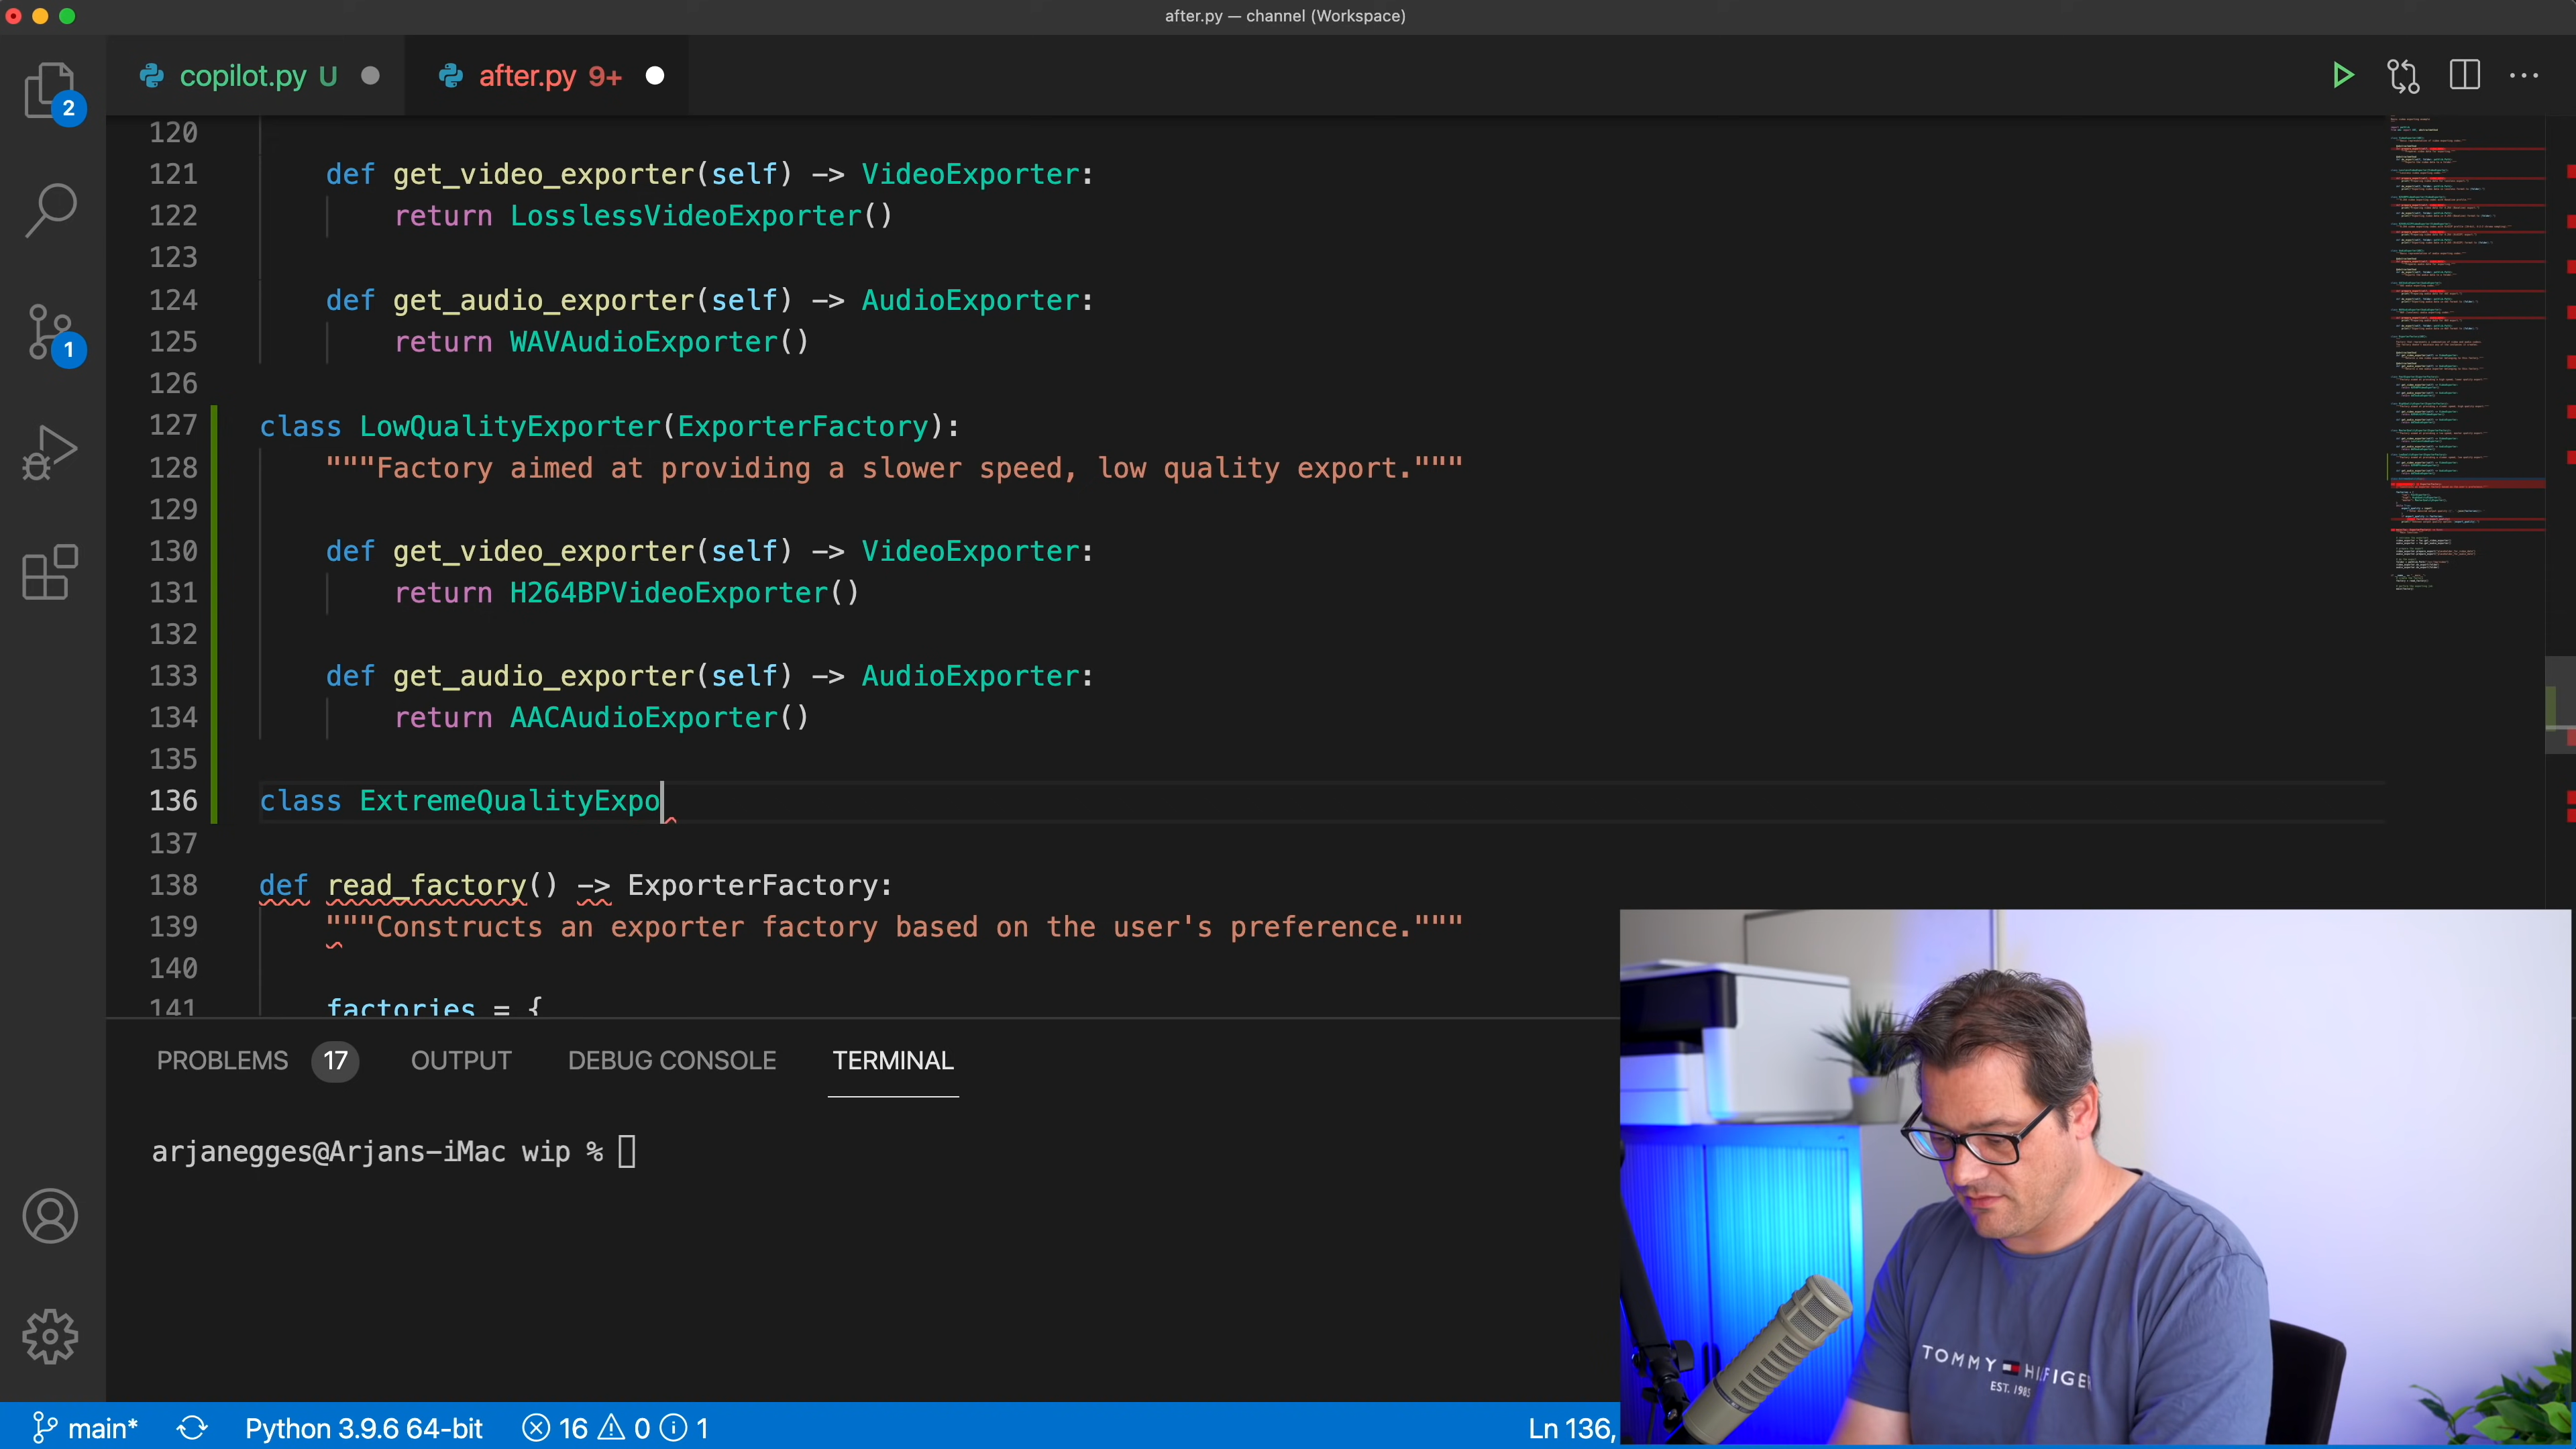 after.py — channel (Workspace)
copilot.py U
after.py 9+
2
1
120
121 def get_video_exporter(self) -> VideoExporter:
122 return LosslessVideoExporter()
123
124 def get_audio_exporter(self) -> AudioExporter:
125 return WAVAudioExporter()
126
127 class LowQualityExporter(ExporterFactory):
128 """Factory aimed at providing a slower speed, low quality export."""
129
130 def get_video_exporter(self) -> VideoExporter:
131 return H264BPVideoExporter()
132
133 def get_audio_exporter(self) -> AudioExporter:
134 return AACAudioExporter()
135
136 class ExtremeQualityExpo
137
138 def read_factory() -> ExporterFactory:
139 """Constructs an exporter factory based on the user's preference."""
140
141 factories = {
PROBLEMS 17 OUTPUT DEBUG CONSOLE TERMINAL
arjanegges@Arjans-iMac wip %
TOMMY HILFIGER
EST. 1985
main* Python 3.9.6 64-bit 16 0 1 Ln 136,